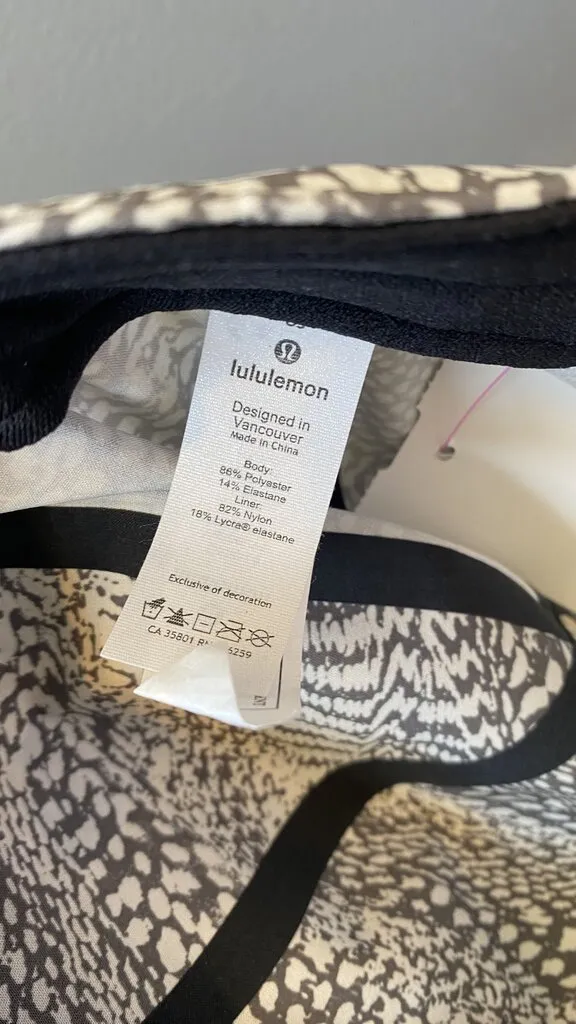 lululemon
Designed in
Vancouver
Made in China
Body:
86% Polyester
14% Elastane
Liner:
82% Nylon
18% Lycra® elastane
Exclusive of decoration
CA 35801 6259